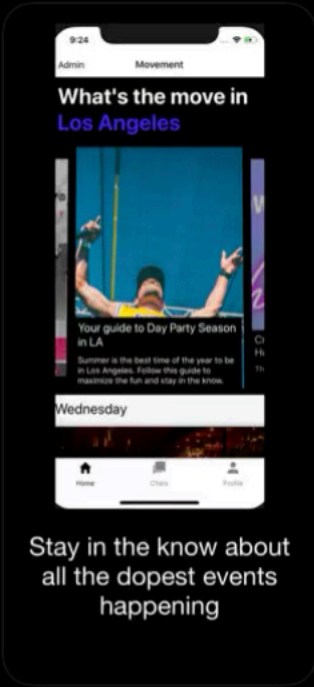 9:24
Admin
Movement
What's the move in
Los Angeles
Your guide to Day Party Season
in LA
Summer is the best time of the year to be
in Los Angeles. Follow this guide to
maximize the fun and stay in the know.
Wednesday
Home
Chats
Profile
Stay in the know about
all the dopest events
happening